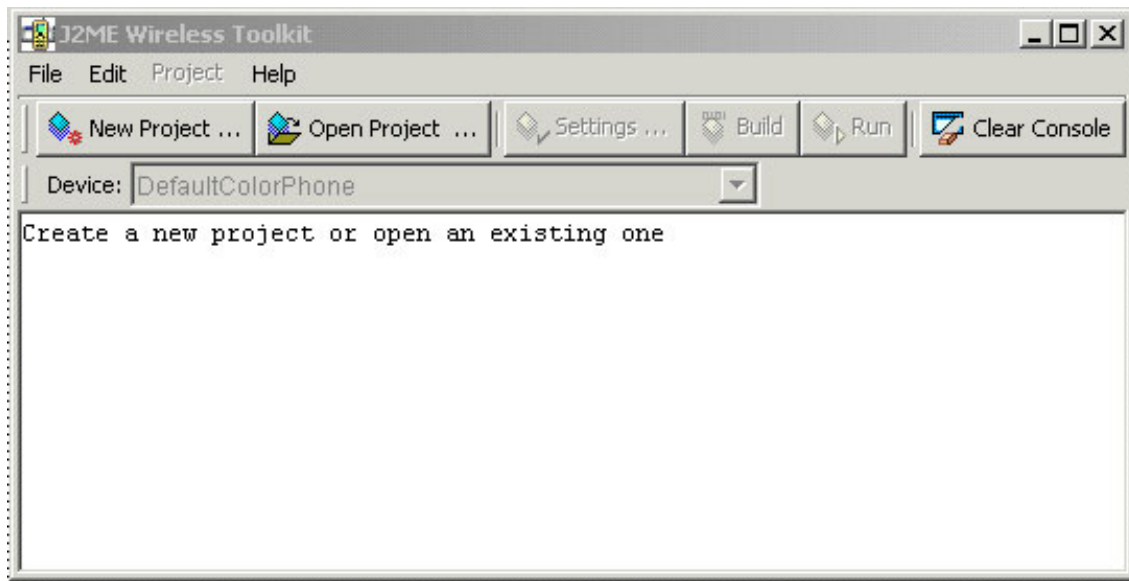 J2ME Wireless Toolkit
File Edit Project Help
New Project ... Open Project ... Settings ... Build Run Clear Console
Device: DefaultColorPhone
Create a new project or open an existing one